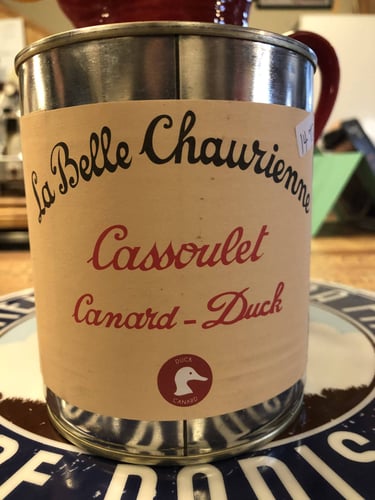 La Belle Chaurienne
Cassoulet
Canard - Duck
DUCK
CANARD